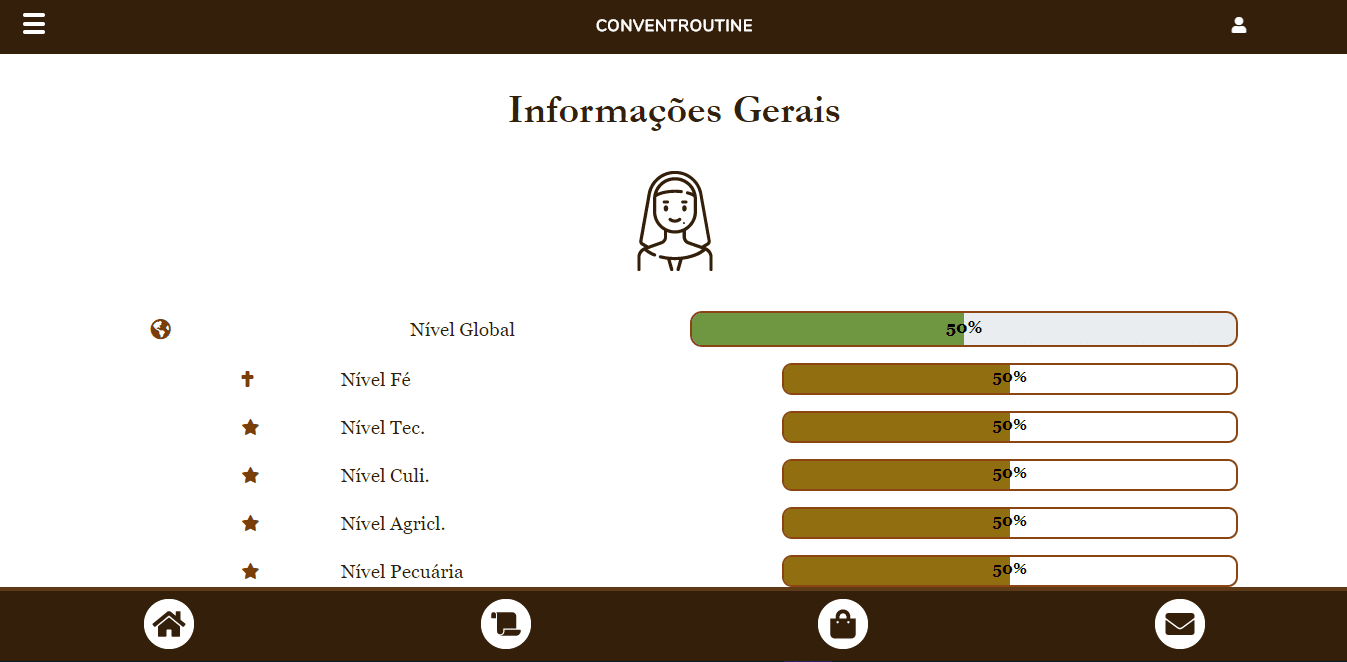 CONVENTROUTINE
Informações Gerais
Nível Global 50%
Nível Fé 50%
Nível Tec. 50%
Nível Culi. 50%
Nível Agricl. 50%
Nível Pecuária 50%